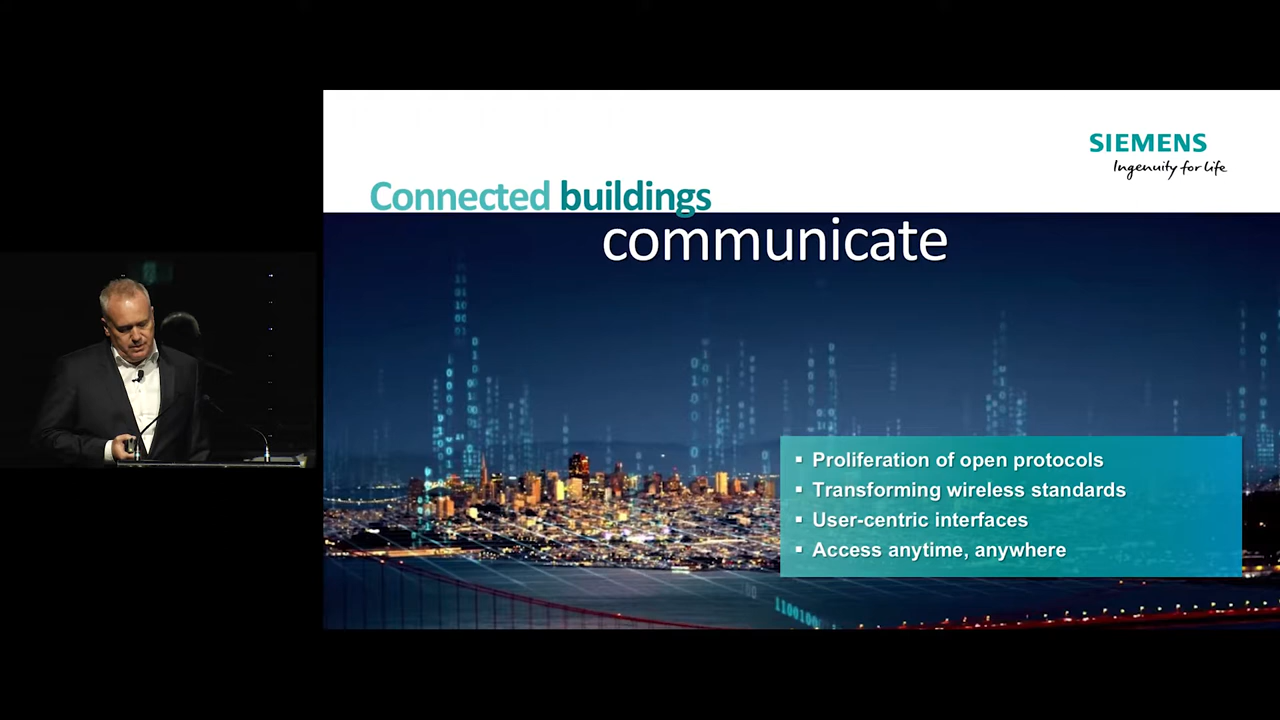 SIEMENS
Ingenuity for life
Connected buildings
communicate
▪ Proliferation of open protocols
▪ Transforming wireless standards
▪ User-centric interfaces
▪ Access anytime, anywhere